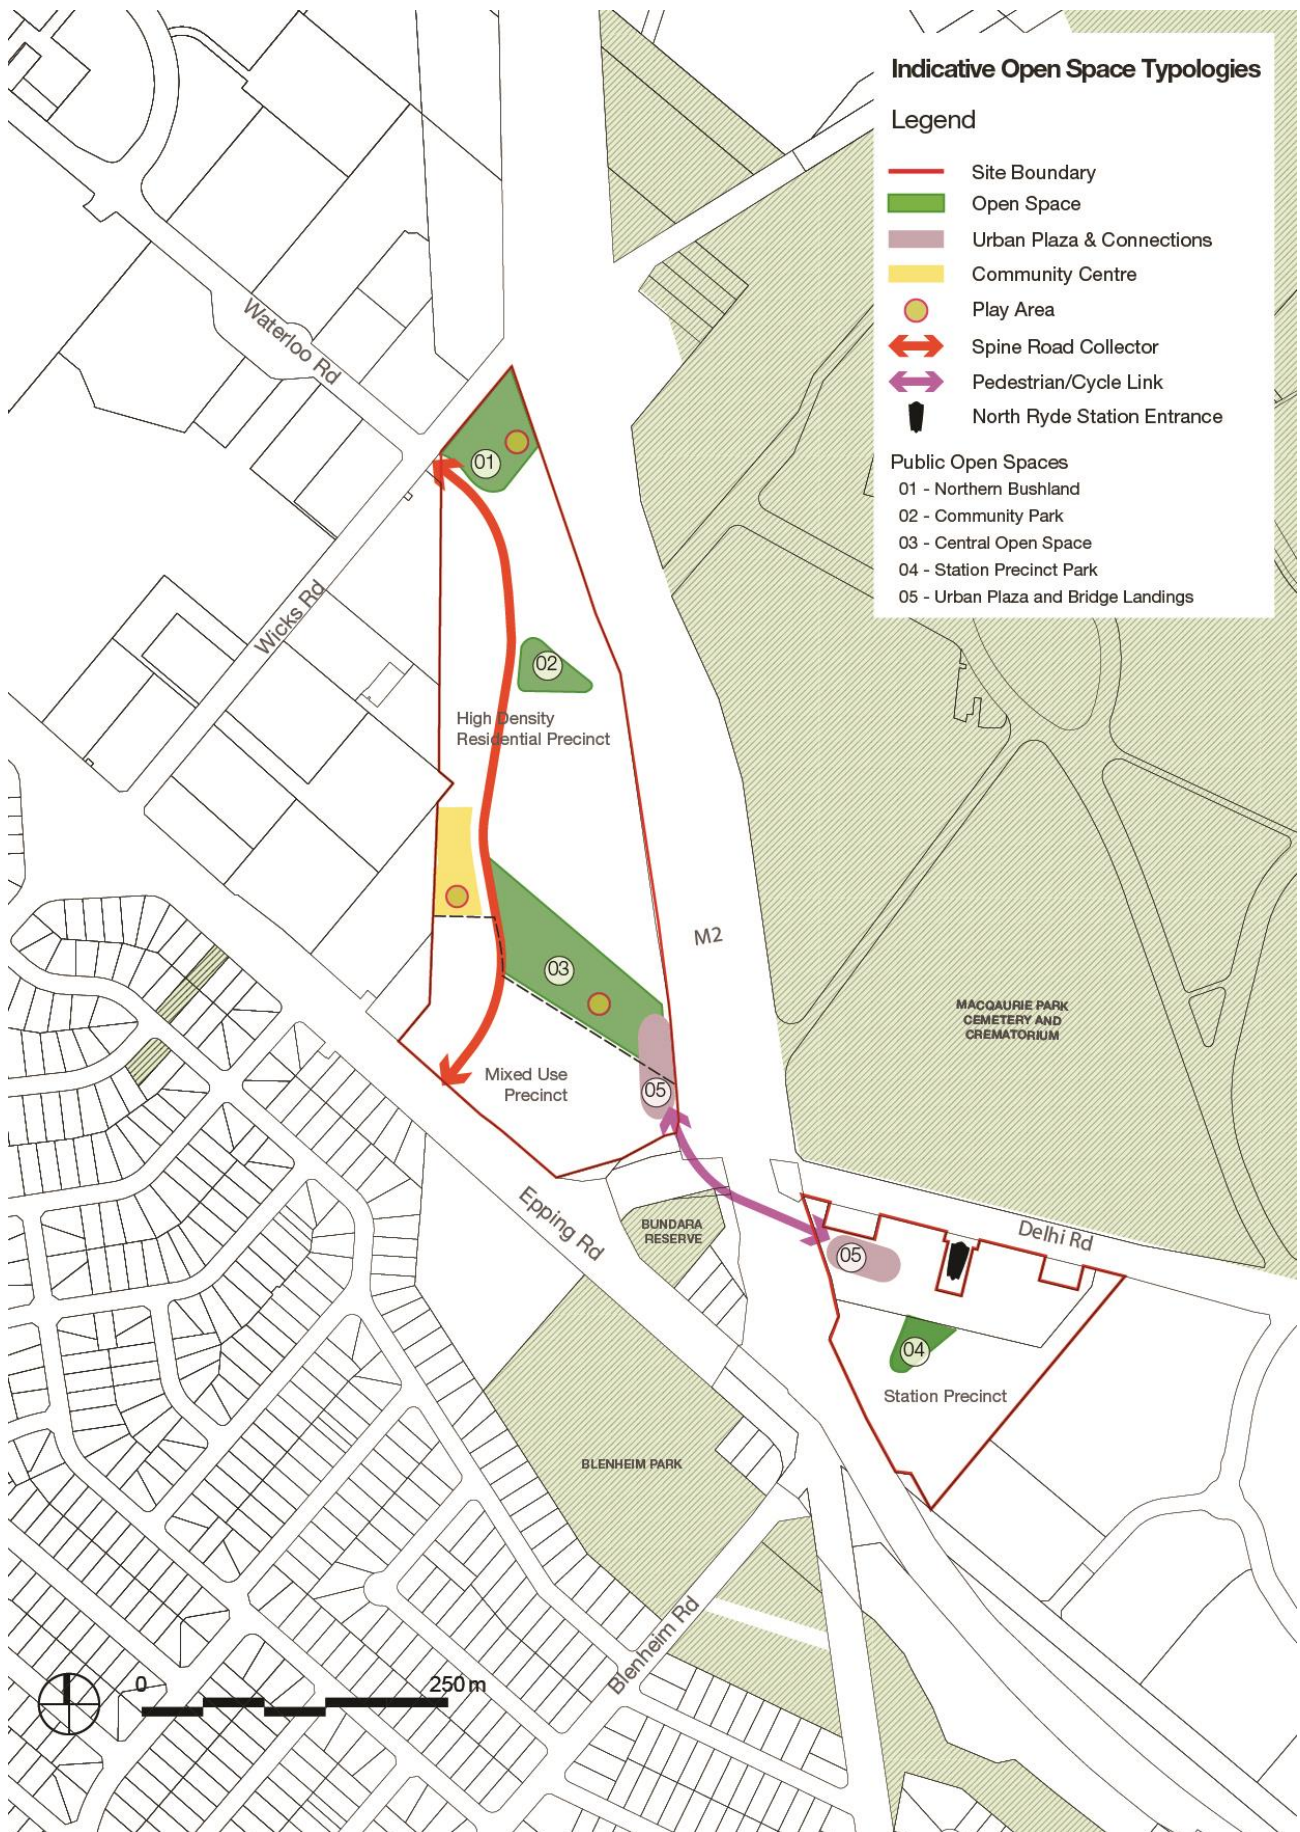 Indicative Open Space Typologies
Legend
Site Boundary
Open Space
Urban Plaza & Connections
Community Centre
Play Area
Spine Road Collector
Pedestrian/Cycle Link
North Ryde Station Entrance
Public Open Spaces
01 - Northern Bushland
02 - Community Park
03 - Central Open Space
04 - Station Precinct Park
05 - Urban Plaza and Bridge Landings
Waterloo Rd
01
Wicks Rd
02
High Density
Residential Precinct
M2
03
MACQAURIE PARK
CEMETERY AND
CREMATORIUM
Mixed Use
Precinct
05
Epping Rd
BUNDARA
RESERVE
Delhi Rd
05
04
Station Precinct
BLENHEIM PARK
Blenheim Rd
0
250m